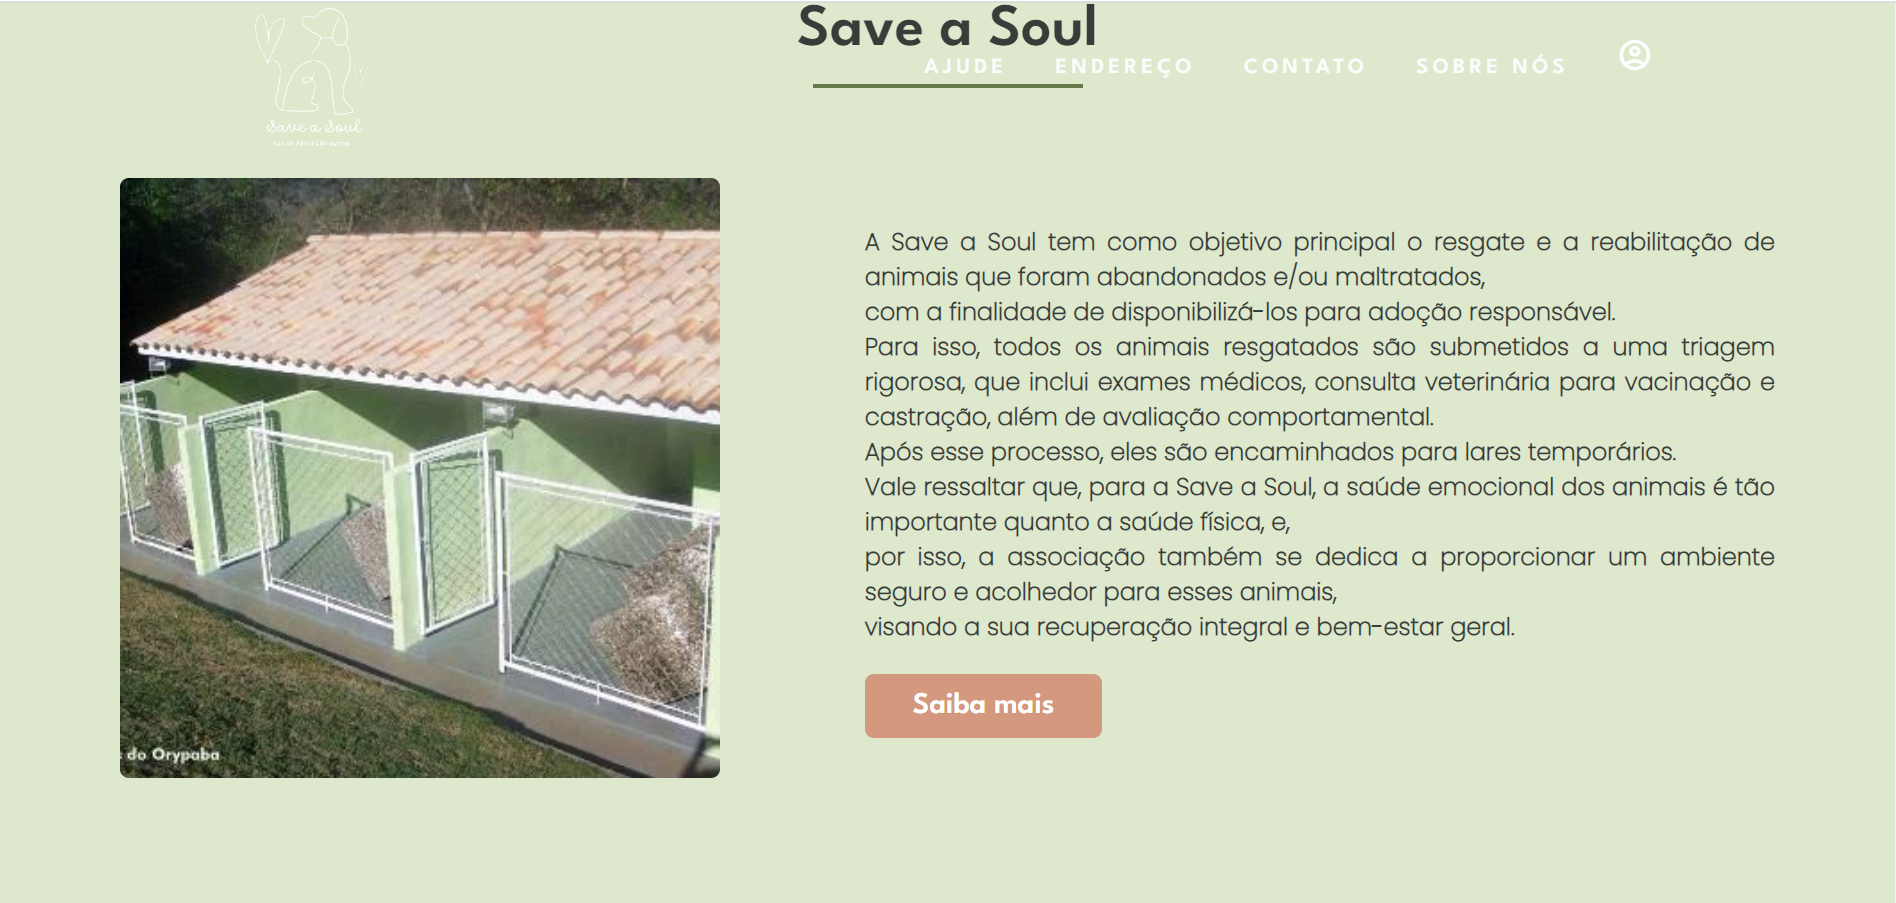 Save a Soul
AJUDE ENDEREÇO CONTATO SOBRE NÓS
Save a Soul
A Save a Soul tem como objetivo principal o resgate e a reabilitação de
animais que foram abandonados e/ou maltratados,
com a finalidade de disponibilizá-los para adoção responsável.
Para isso, todos os animais resgatados são submetidos a uma triagem
rigorosa, que inclui exames médicos, consulta veterinária para vacinação e
castração, além de avaliação comportamental.
Após esse processo, eles são encaminhados para lares temporários.
Vale ressaltar que, para a Save a Soul, a saúde emocional dos animais é tão
importante quanto a saúde física, e,
por isso, a associação também se dedica a proporcionar um ambiente
seguro e acolhedor para esses animais,
visando a sua recuperação integral e bem-estar geral.
Saiba mais
do Orypaba